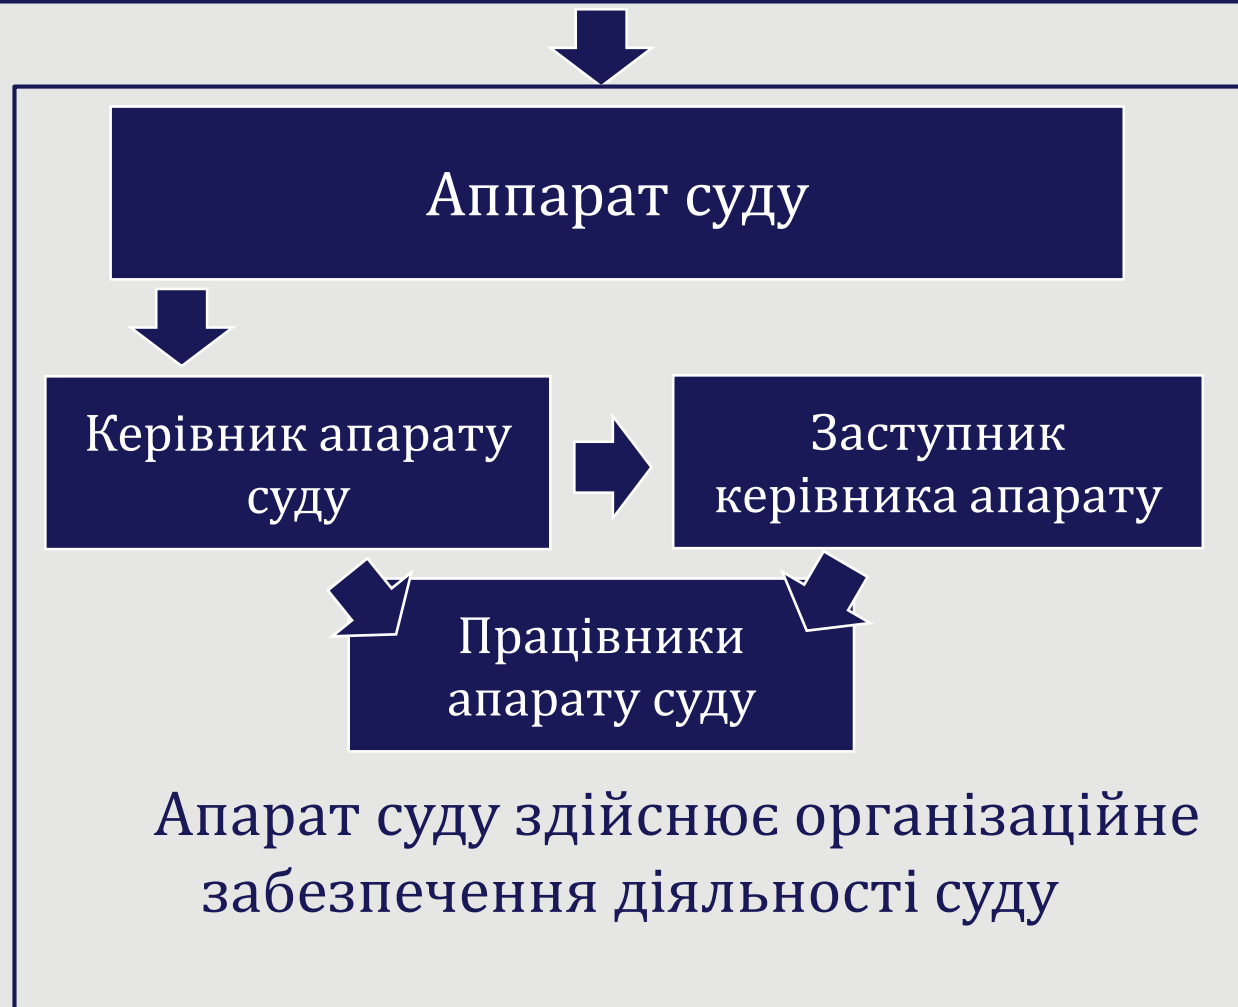 Аппарат суду
Керівник апарату
суду
Заступник
керівника апарату
Працівники
апарату суду
Апарат суду здійснює організаційне
забезпечення діяльності суду